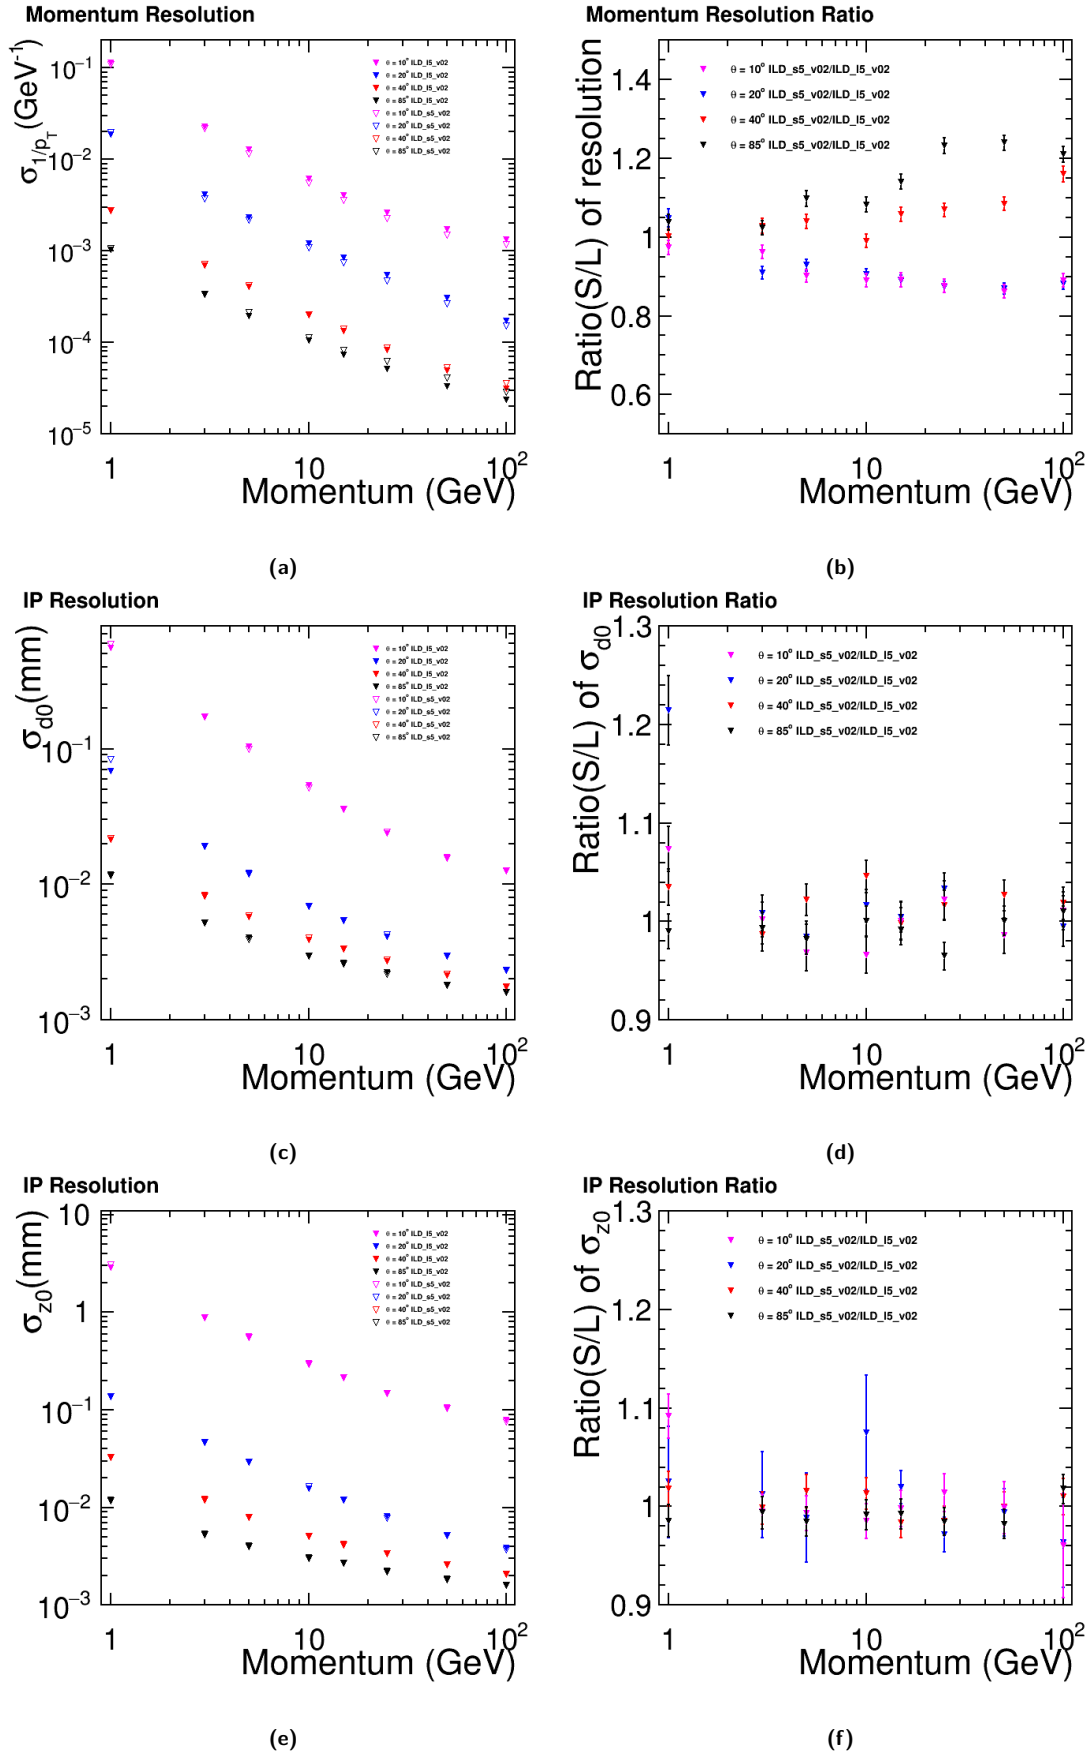 Momentum Resolution
σ1/pT(GeV-1)
10−1
10−2
10−3
10−4
10−5
θ = 10° ILD_l5_v02
θ = 20° ILD_l5_v02
θ = 40° ILD_l5_v02
θ = 85° ILD_l5_v02
θ = 10° ILD_s5_v02
θ = 20° ILD_s5_v02
θ = 40° ILD_s5_v02
θ = 85° ILD_s5_v02
1 10 102
Momentum (GeV)
(a)
Momentum Resolution Ratio
Ratio(S/L) of resolution
1.4
1.2
1
0.8
0.6
θ = 10° ILD_s5_v02/ILD_l5_v02
θ = 20° ILD_s5_v02/ILD_l5_v02
θ = 40° ILD_s5_v02/ILD_l5_v02
θ = 85° ILD_s5_v02/ILD_l5_v02
1 10 102
Momentum (GeV)
(b)
IP Resolution
σd0(mm)
10−1
10−2
10−3
θ = 10° ILD_l5_v02
θ = 20° ILD_l5_v02
θ = 40° ILD_l5_v02
θ = 85° ILD_l5_v02
θ = 10° ILD_s5_v02
θ = 20° ILD_s5_v02
θ = 40° ILD_s5_v02
θ = 85° ILD_s5_v02
1 10 102
Momentum (GeV)
(c)
IP Resolution Ratio
Ratio(S/L) of σd0
1.3
1.2
1.1
1
0.9
θ = 10° ILD_s5_v02/ILD_l5_v02
θ = 20° ILD_s5_v02/ILD_l5_v02
θ = 40° ILD_s5_v02/ILD_l5_v02
θ = 85° ILD_s5_v02/ILD_l5_v02
1 10 102
Momentum (GeV)
(d)
IP Resolution
σz0(mm)
10
1
10−1
10−2
10−3
θ = 10° ILD_l5_v02
θ = 20° ILD_l5_v02
θ = 40° ILD_l5_v02
θ = 85° ILD_l5_v02
θ = 10° ILD_s5_v02
θ = 20° ILD_s5_v02
θ = 40° ILD_s5_v02
θ = 85° ILD_s5_v02
1 10 102
Momentum (GeV)
(e)
IP Resolution Ratio
Ratio(S/L) of σz0
1.3
1.2
1.1
1
0.9
θ = 10° ILD_s5_v02/ILD_l5_v02
θ = 20° ILD_s5_v02/ILD_l5_v02
θ = 40° ILD_s5_v02/ILD_l5_v02
θ = 85° ILD_s5_v02/ILD_l5_v02
1 10 102
Momentum (GeV)
(f)